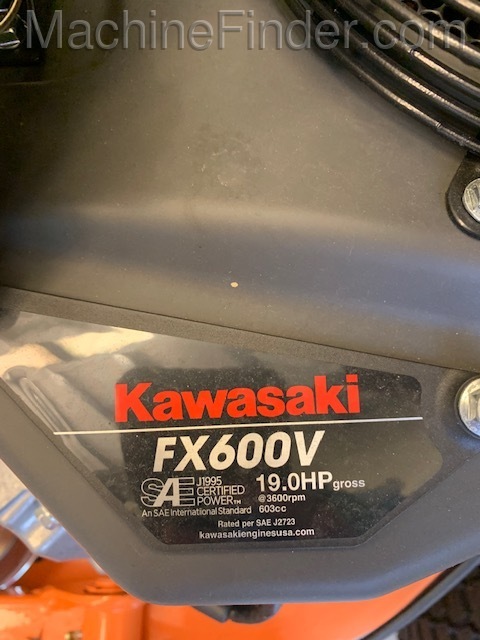 MachineFinder.com
Kawasaki
FX600V
SAE J1995 CERTIFIED POWER™ 19.0HP gross
@3600rpm
An SAE International Standard 603cc
Rated per SAE J2723
kawasakienginesusa.com